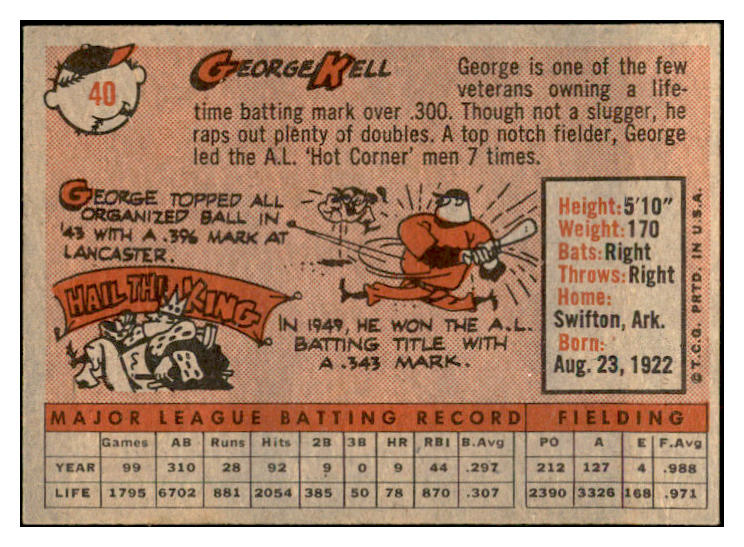 40
GEORGE KELL
George is one of the few
veterans owning a life-
time batting mark over .300. Though not a slugger, he
raps out plenty of doubles. A top notch fielder, George
led the A.L. 'Hot Corner' men 7 times.
GEORGE TOPPED ALL
ORGANIZED BALL IN
'43 WITH A .396 MARK AT
LANCASTER.
HAIL THE KING
IN 1949, HE WON THE A.L.
BATTING TITLE WITH
A .343 MARK.
Height: 5'10"
Weight: 170
Bats: Right
Throws: Right
Home:
Swifton, Ark.
Born:
Aug. 23, 1922
© T.C.G. PRTD. IN U.S.A.
MAJOR LEAGUE BATTING RECORD FIELDING
Games AB Runs Hits 2B 3B HR RBI B.Avg PO A E F.Avg
YEAR 99 310 28 92 9 0 9 44 .297 212 127 4 .988
LIFE 1795 6702 881 2054 385 50 78 870 .307 2390 3326 168 .971